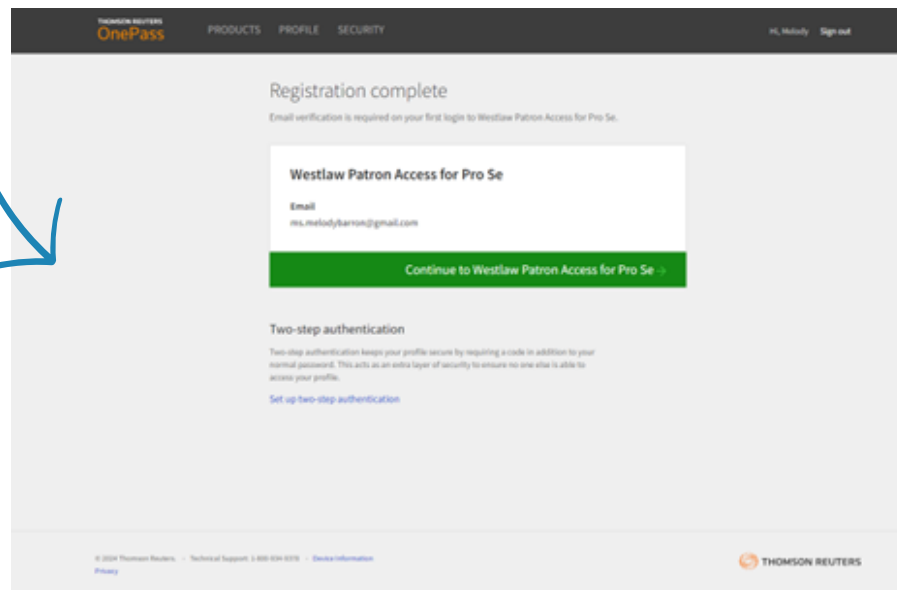 THOMSON REUTERS
OnePass
PRODUCTS PROFILE SECURITY
Hi, Melody Sign out
Registration complete
Email verification is required on your first login to Westlaw Patron Access for Pro Se.
Westlaw Patron Access for Pro Se
Email
ms.melodybarron@gmail.com
Continue to Westlaw Patron Access for Pro Se →
Two-step authentication
Two-step authentication keeps your profile secure by requiring a code in addition to your
normal password. This acts as an extra layer of security to ensure no one else is able to
access your profile.
Set up two-step authentication
© 2024 Thomson Reuters. Technical Support: Device Information
Privacy
THOMSON REUTERS